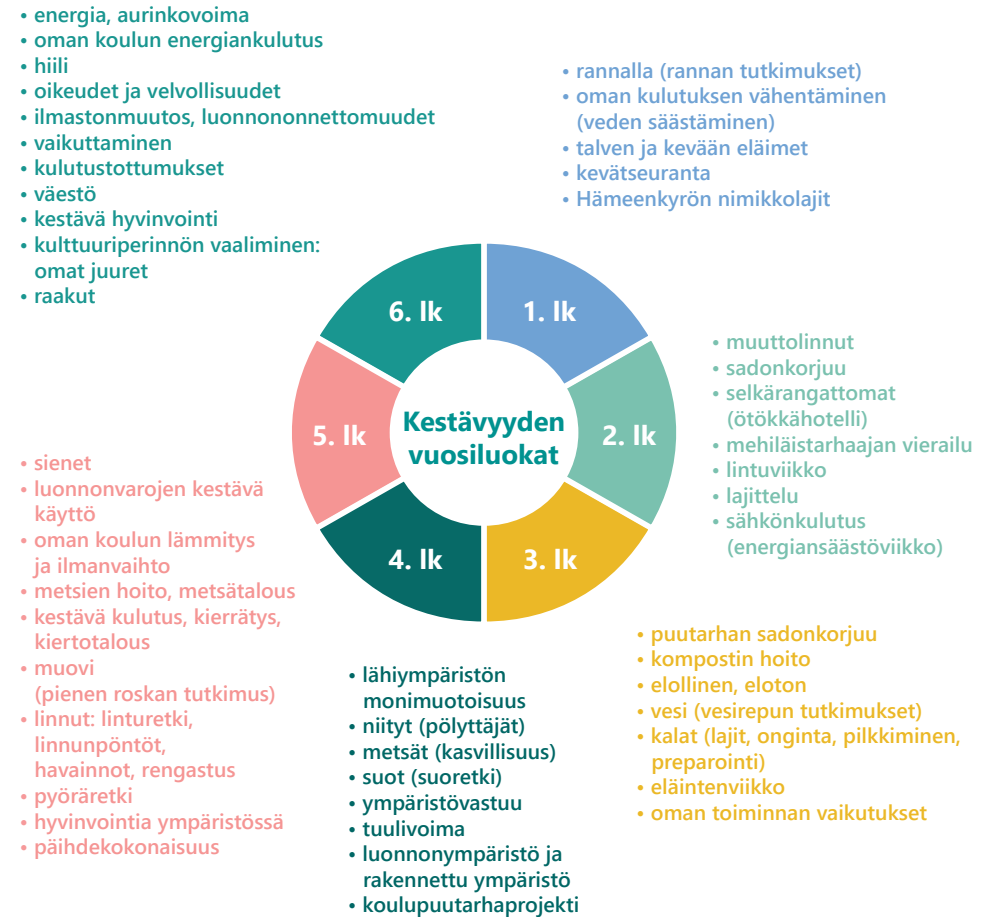 • energia, aurinkovoima
• oman koulun energiankulutus
• hiili
• oikeudet ja velvollisuudet
• ilmastonmuutos, luonnononnettomuudet
• vaikuttaminen
• kulutustottumukset
• väestö
• kestävä hyvinvointi
• kulttuuriperinnön vaaliminen:
omat juuret
• raakut
• rannalla (rannan tutkimukset)
• oman kulutuksen vähentäminen
(veden säästäminen)
• talven ja kevään eläimet
• kevätseuranta
• Hämeenkyrön nimikkolajit
6. lk
1. lk
5. lk
Kestävyyden
vuosiluokat
2. lk
4. lk
3. lk
• muuttolinnut
• sadonkorjuu
• selkärangattomat
(ötökkähotelli)
• mehiläistarhaajan vierailu
• lintuviikko
• lajittelu
• sähkönkulutus
(energiansäästöviikko)
• sienet
• luonnonvarojen kestävä
käyttö
• oman koulun lämmitys
ja ilmanvaihto
• metsien hoito, metsätalous
• kestävä kulutus, kierrätys,
kiertotalous
• muovi
(pienen roskan tutkimus)
• linnut: linturetki,
linnunpöntöt,
havainnot, rengastus
• pyöräretki
• hyvinvointia ympäristössä
• päihdekokonaisuus
• lähiympäristön
monimuotoisuus
• niityt (pölyttäjät)
• metsät (kasvillisuus)
• suot (suoretki)
• ympäristövastuu
• tuulivoima
• luonnonympäristö ja
rakennettu ympäristö
• koulupuutarhaprojekti
• puutarhan sadonkorjuu
• kompostin hoito
• elollinen, eloton
• vesi (vesirepun tutkimukset)
• kalat (lajit, onginta, pilkkiminen,
preparointi)
• eläintenviikko
• oman toiminnan vaikutukset